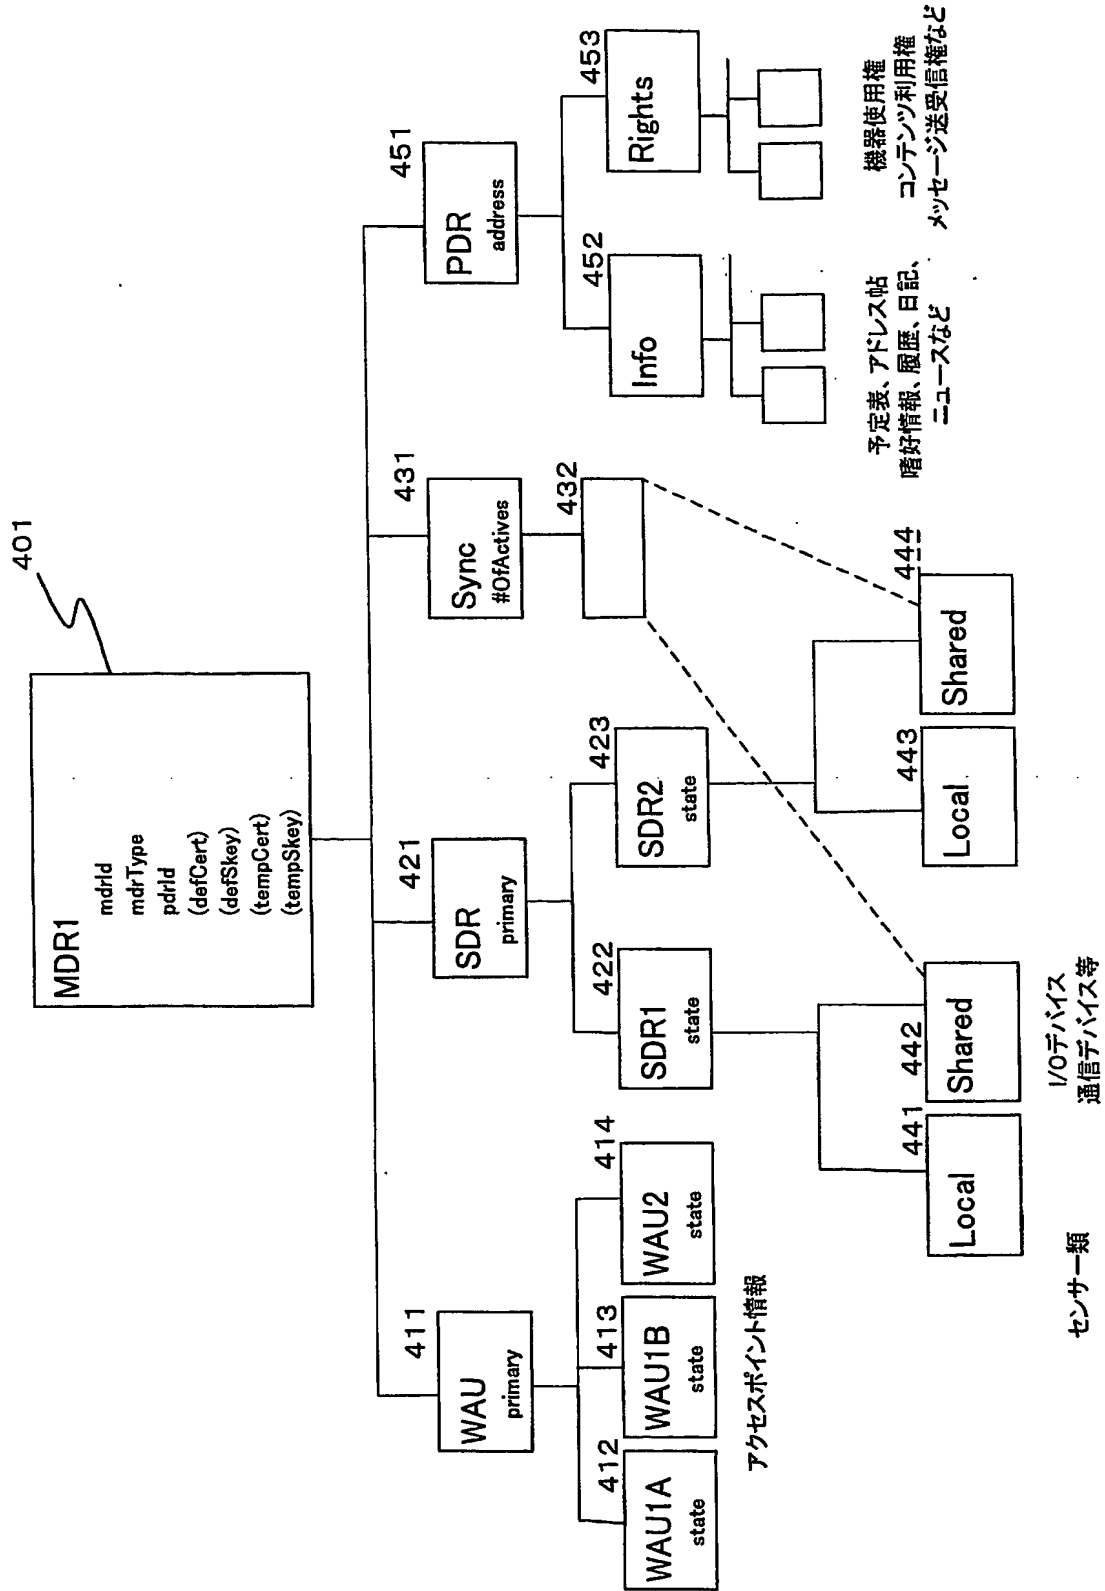 401
MDR1
mdrId
mdrType
pdrId
(defCert)
(defSkey)
(tempCert)
(tempSkey)
411
WAU
primary
421
SDR
primary
431
Sync
#OfActives
451
PDR
address
412
WAU1A
state
413
WAU1B
state
414
WAU2
state
アクセスポイント情報
422
SDR1
state
423
SDR2
state
432
452
Info
453
Rights
441
Local
442
Shared
443
Local
444
Shared
センサー類
I/Oデバイス
通信デバイス等
予定表、アドレス帖
嗜好情報、履歴、日記、
ニュースなど
機器使用権
コンテンツ利用権
メッセージ送受信権など